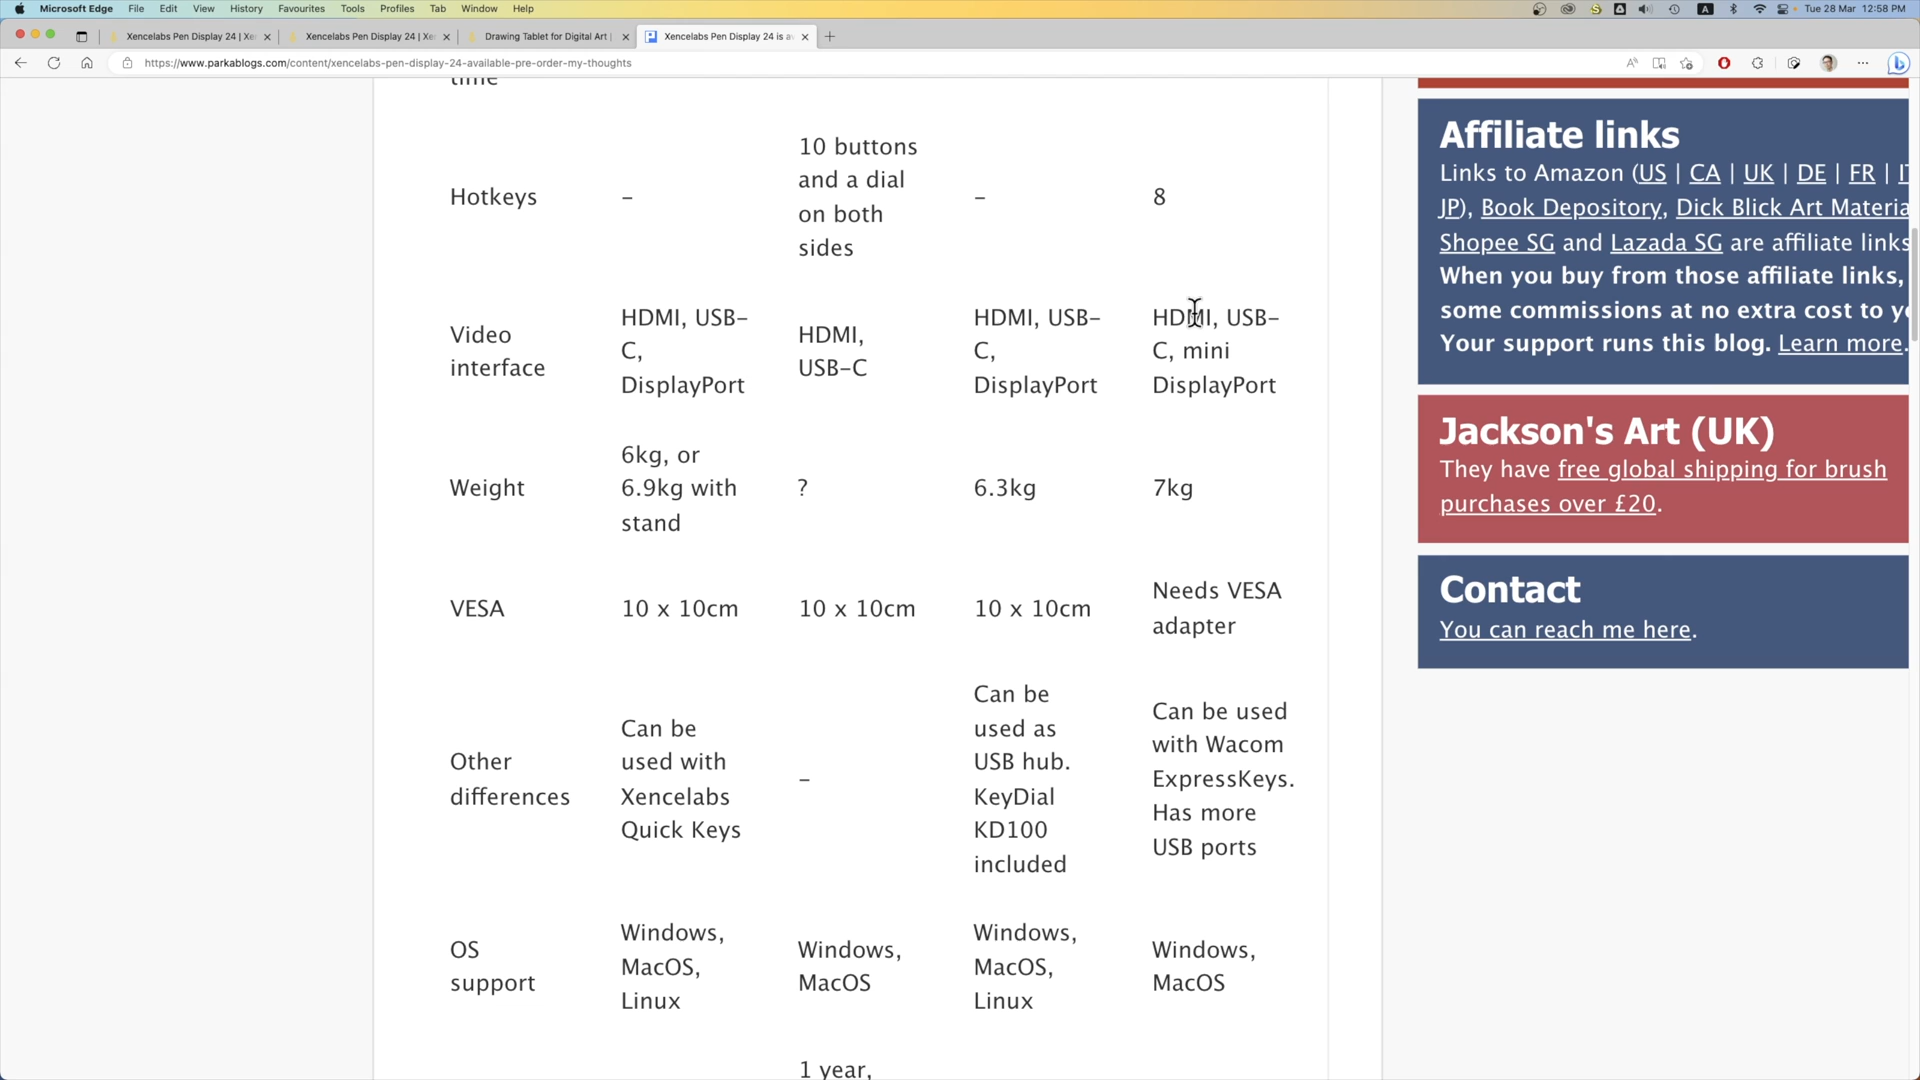 Microsoft Edge File Edit View History Favourites Tools Profiles Tab Window Help A Tue 28 Mar 12:58 PM
Xencelabs Pen Display 24 | Xe Xencelabs Pen Display 24 | Xe Drawing Tablet for Digital Art | Xencelabs Pen Display 24 is a
https://www.parkablogs.com/content/xencelabs-pen-display-24-available-pre-order-my-thoughts
time
Hotkeys
–
10 buttons
and a dial
on both
sides
–
8
Video
interface
HDMI, USB-
C,
DisplayPort
HDMI,
USB-C
HDMI, USB-
C,
DisplayPort
HDMI, USB-
C, mini
DisplayPort
Weight
6kg, or
6.9kg with
stand
?
6.3kg
7kg
VESA
10 x 10cm
10 x 10cm
10 x 10cm
Needs VESA
adapter
Other
differences
Can be
used with
Xencelabs
Quick Keys
–
Can be
used as
USB hub.
KeyDial
KD100
included
Can be used
with Wacom
ExpressKeys.
Has more
USB ports
OS
support
Windows,
MacOS,
Linux
Windows,
MacOS
Windows,
MacOS,
Linux
Windows,
MacOS
1 year,
Affiliate links
Links to Amazon (US | CA | UK | DE | FR | IT
JP), Book Depository, Dick Blick Art Materia
Shopee SG and Lazada SG are affiliate links
When you buy from those affiliate links,
some commissions at no extra cost to y
Your support runs this blog. Learn more.
Jackson's Art (UK)
They have free global shipping for brush
purchases over £20.
Contact
You can reach me here.